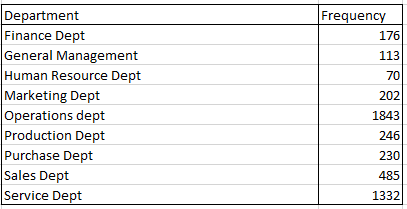 Department Frequency
Finance Dept 176
General Management 113
Human Resource Dept 70
Marketing Dept 202
Operations dept 1843
Production Dept 246
Purchase Dept 230
Sales Dept 485
Service Dept 1332